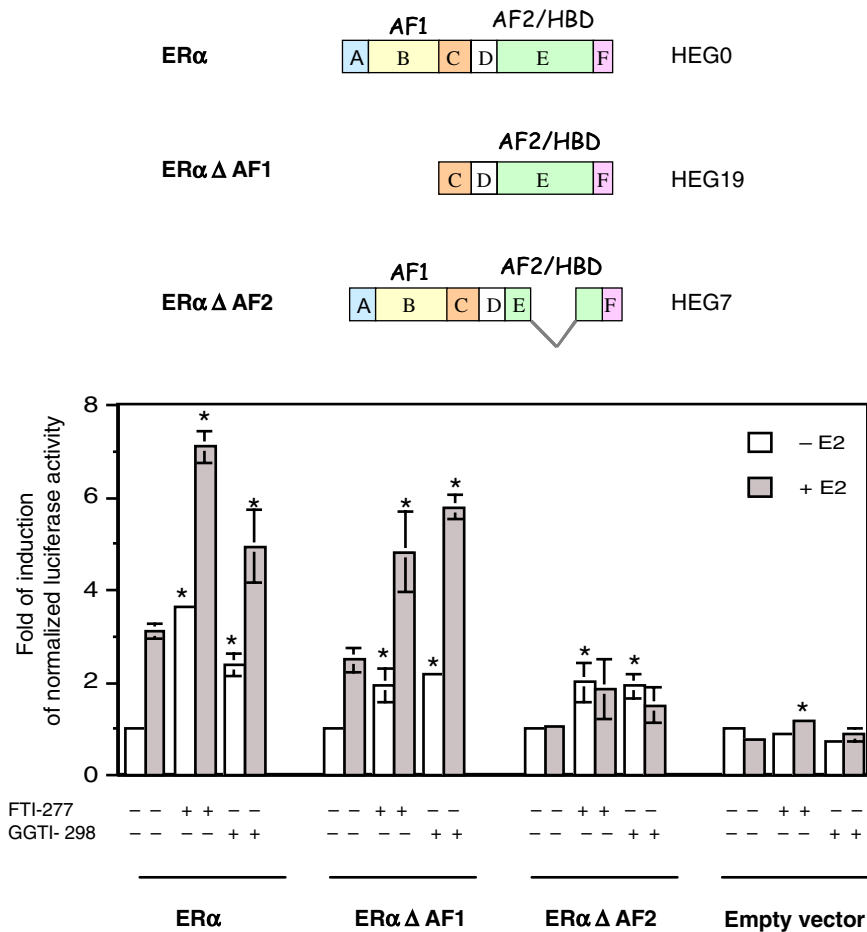 AF1 AF2/HBD
ERα A B C D E F HEG0
AF2/HBD
ERα Δ AF1 C D E F HEG19
AF1 AF2/HBD
ERα Δ AF2 A B C D E F HEG7
Fold of induction
of normalized luciferase activity
8
6
4
2
0
* * * * * * * * * * *
– E2
+ E2
FTI-277 – – + + – – – – + + – – – – + + – – – – + + – –
GGTI- 298 – – – – + + – – – – + + – – – – + + – – – – + +
ERα ERα Δ AF1 ERα Δ AF2 Empty vector